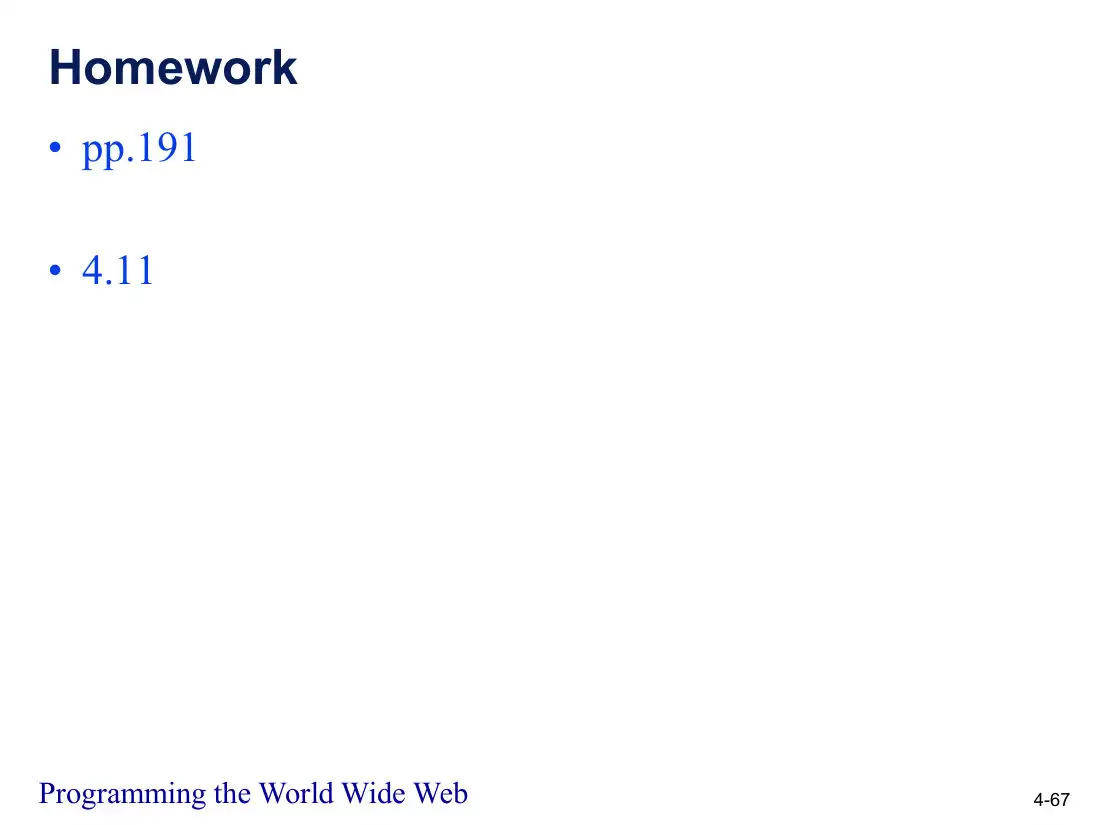 Homework
• pp.191
• 4.11
Programming the World Wide Web
4-67